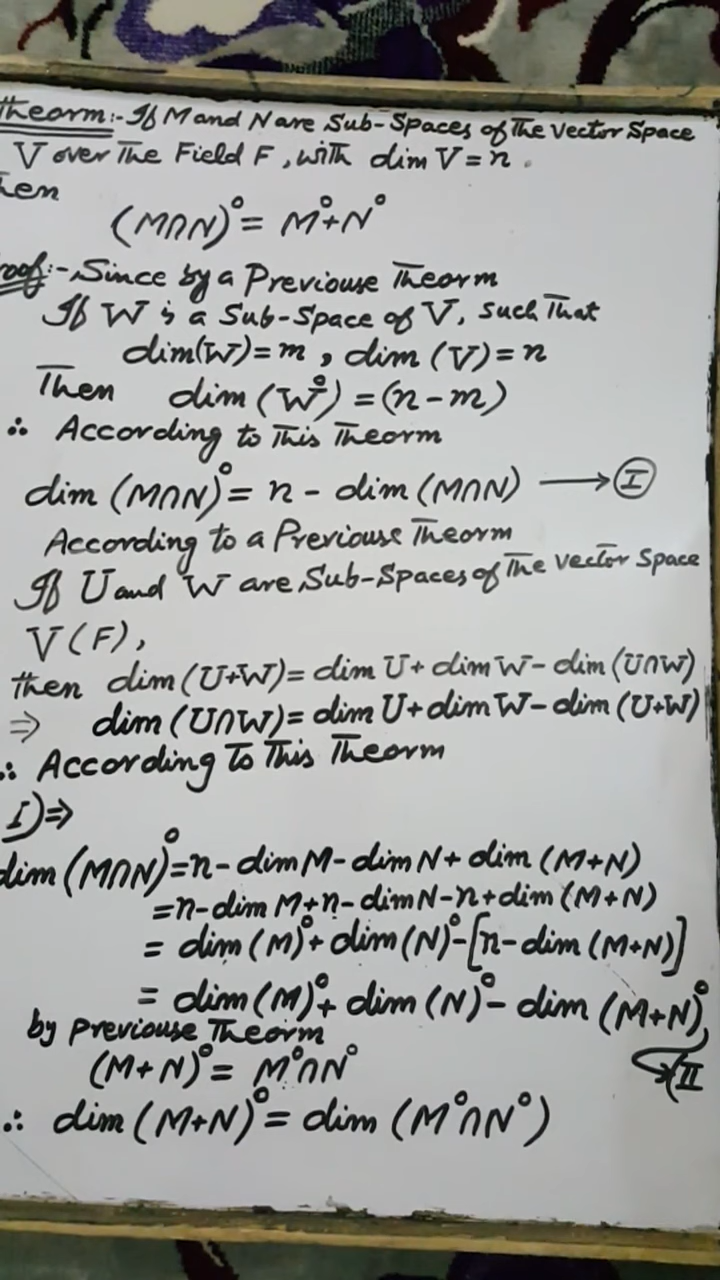 Theorm:- If M and N are Sub-Spaces of The Vector Space
V over The Field F, with dim V = n.
hen
(M∩N)° = M°+N°
roof:- Since by a Previouse Theorm
If W is a Sub-Space of V, such That
dim(W)=m , dim (V)=n
Then dim (W°) = (n-m)
∴ According to This Theorm
dim (M∩N)° = n - dim (M∩N) → I
According to a Previouse Theorm
If U and W are Sub-Spaces of The Vector Space
V(F),
then dim (U+W)= dim U+ dim W- dim (U∩W)
⇒ dim (U∩W)= dim U+dim W- dim (U+W)
∴ According To This Theorm
I)⇒
dim (M∩N)°=n- dim M- dim N+ dim (M+N)
=n-dim M+n-dim N-n+dim (M+N)
= dim (M)°+ dim (N)°-[n-dim (M+N)]
= dim (M)°+ dim (N)°- dim (M+N)°
→(II
by Previouse Theorm
(M+N)° = M°∩N°
∴ dim (M+N)° = dim (M°∩N°)